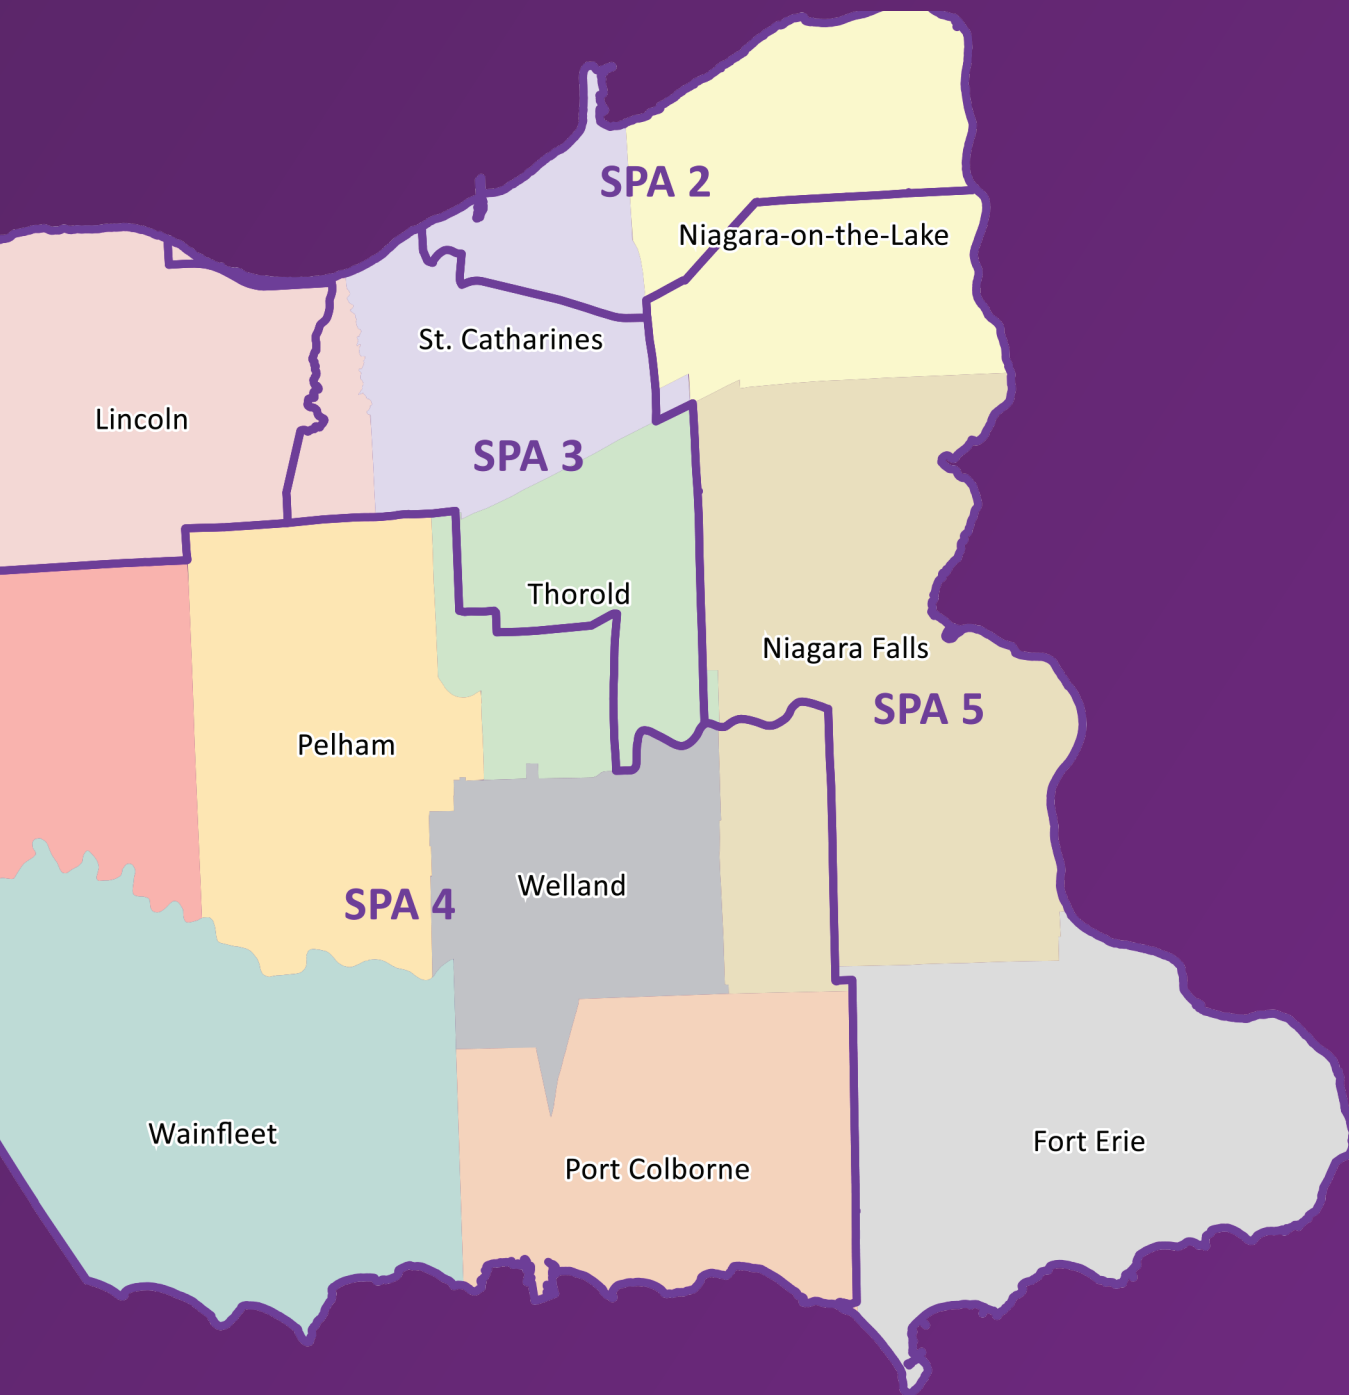 SPA 2
Niagara-on-the-Lake
St. Catharines
Lincoln
SPA 3
Thorold
Niagara Falls
SPA 5
Pelham
Welland
SPA 4
Wainfleet
Fort Erie
Port Colborne